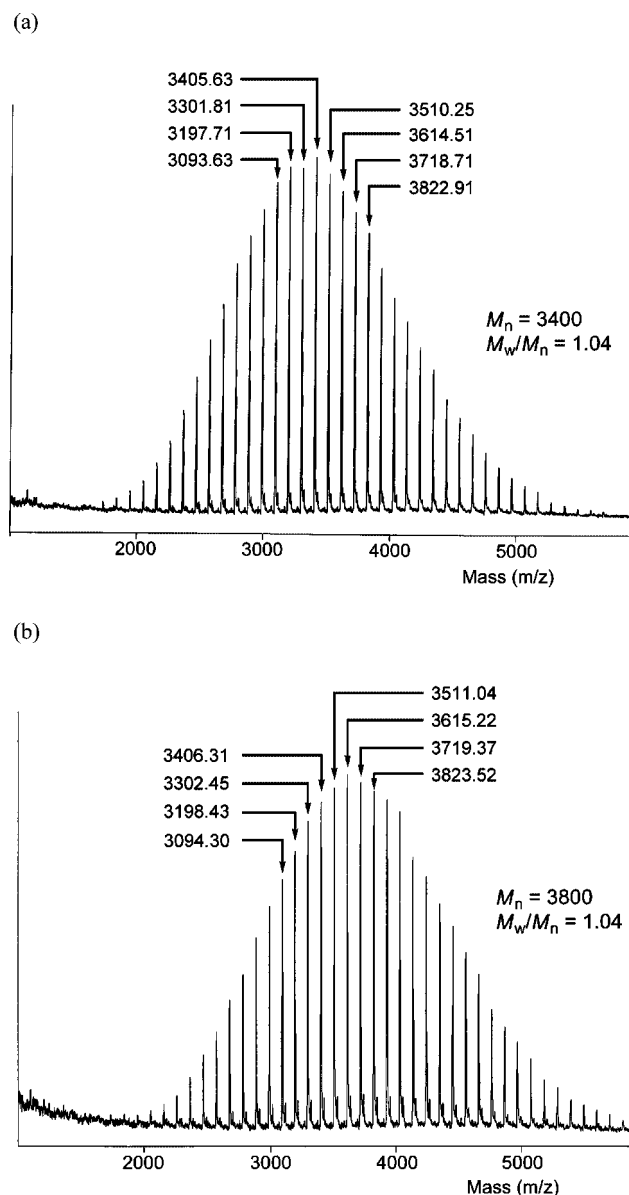 (a)
3405.63
3301.81
3197.71
3093.63
3510.25
3614.51
3718.71
3822.91
Mn = 3400
Mw/Mn = 1.04
2000 3000 4000 5000
Mass (m/z)
(b)
3511.04
3615.22
3719.37
3823.52
3406.31
3302.45
3198.43
3094.30
Mn = 3800
Mw/Mn = 1.04
2000 3000 4000 5000
Mass (m/z)